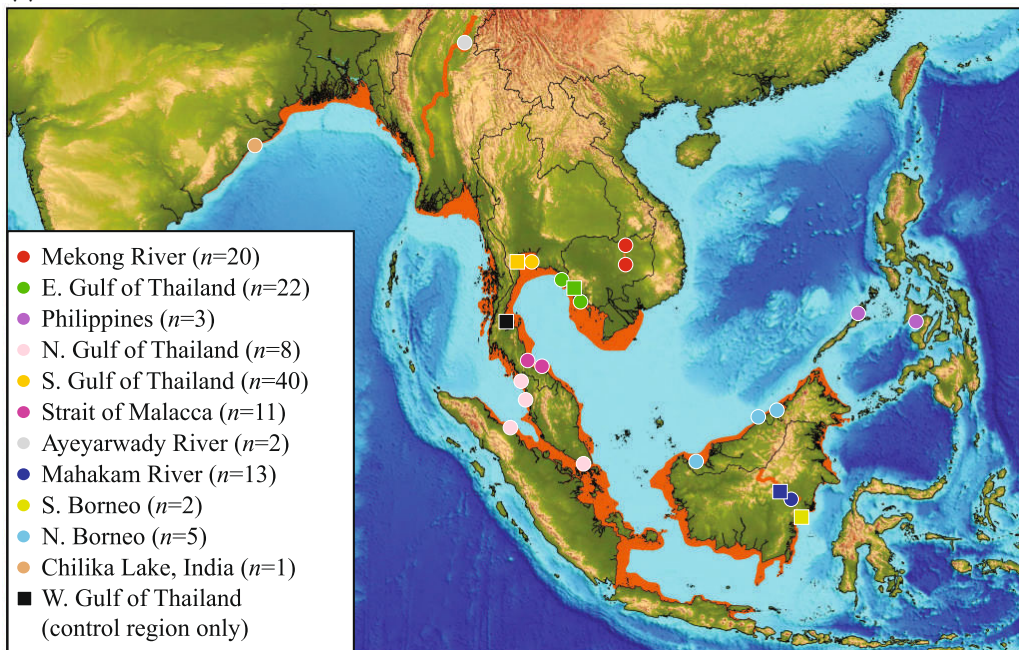 Mekong River (n=20)
E. Gulf of Thailand (n=22)
Philippines (n=3)
N. Gulf of Thailand (n=8)
S. Gulf of Thailand (n=40)
Strait of Malacca (n=11)
Ayeyarwady River (n=2)
Mahakam River (n=13)
S. Borneo (n=2)
N. Borneo (n=5)
Chilika Lake, India (n=1)
W. Gulf of Thailand
(control region only)